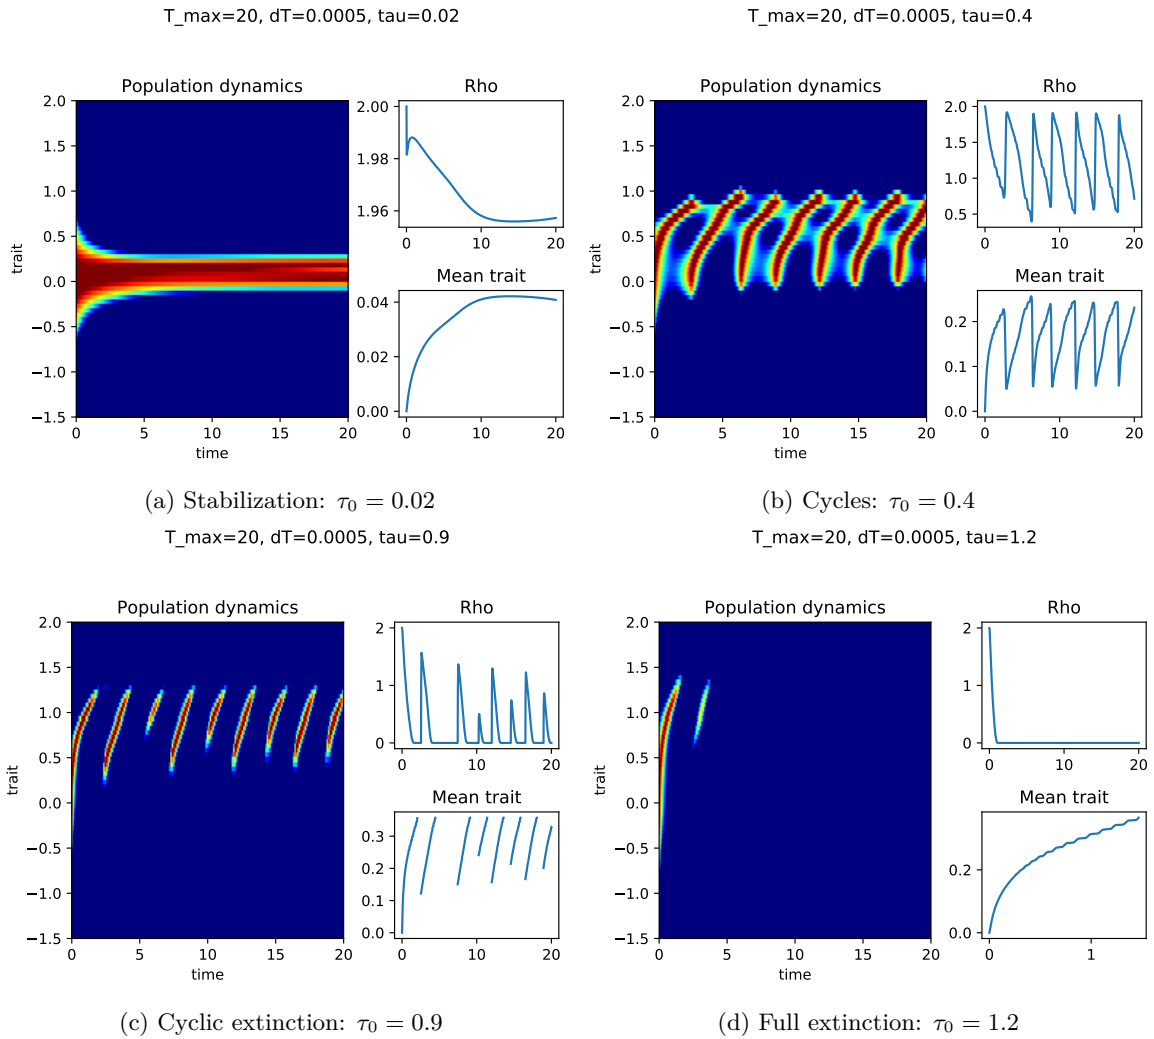 T_max=20, dT=0.0005, tau=0.02
Population dynamics
2.0
1.5
1.0
0.5
0.0
−0.5
−1.0
−1.5
trait
0 5 10 15 20
time
Rho
2.00
1.98
1.96
0 20
Mean trait
0.04
0.02
0.00
0 20
(a) Stabilization: τ₀ = 0.02
T_max=20, dT=0.0005, tau=0.4
Population dynamics
2.0
1.5
1.0
0.5
0.0
−0.5
−1.0
−1.5
trait
0 5 10 15 20
time
Rho
2.0
1.5
1.0
0.5
0 10 20
Mean trait
0.2
0.1
0.0
0 10 20
(b) Cycles: τ₀ = 0.4
T_max=20, dT=0.0005, tau=0.9
Population dynamics
2.0
1.5
1.0
0.5
0.0
−0.5
−1.0
−1.5
trait
0 5 10 15 20
time
Rho
2
1
0
0 10 20
Mean trait
0.3
0.2
0.1
0.0
0 10 20
(c) Cyclic extinction: τ₀ = 0.9
T_max=20, dT=0.0005, tau=1.2
Population dynamics
2.0
1.5
1.0
0.5
0.0
−0.5
−1.0
−1.5
trait
0 5 10 15 20
time
Rho
2
1
0
0 10 20
Mean trait
0.2
0.0
0 1
(d) Full extinction: τ₀ = 1.2